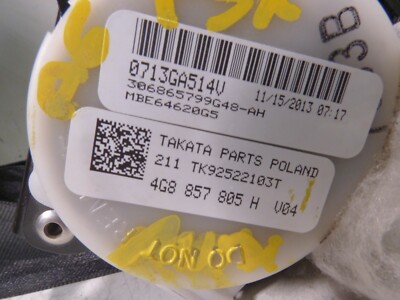 3B
0713GA514V
11/15/2013 07:17
306865799G48-AH
MBE64620G5
TAKATA PARTS POLAND
211 TK92522103T
4G8 857 805 H V04
DO NOT